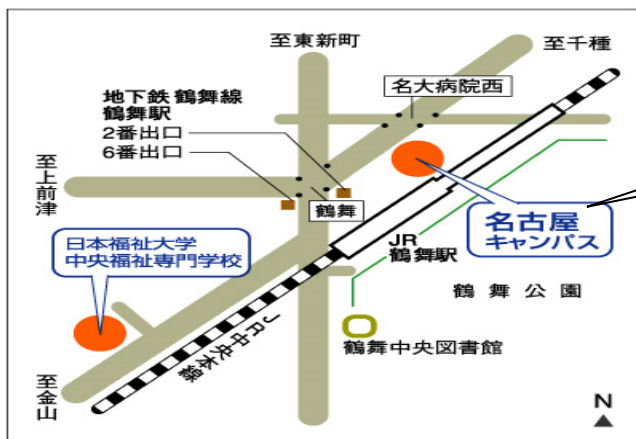 至東新町
至千種
名大病院西
地下鉄 鶴舞線
鶴舞駅
2番出口
6番出口
至上前津
鶴舞
名古屋
キャンパス
日本福祉大学
中央福祉専門学校
JR
鶴舞駅
鶴舞公園
JR中央本線
鶴舞中央図書館
至金山
N